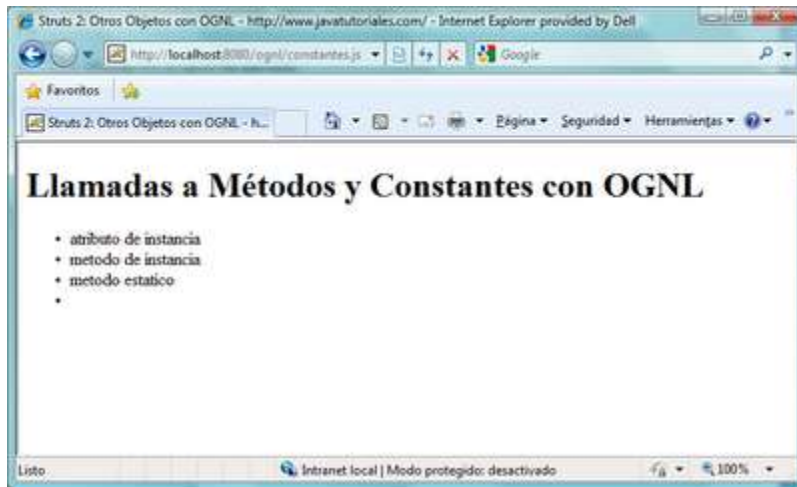 Struts 2: Otros Objetos con OGNL - http://www.javatutoriales.com/ - Internet Explorer provided by Dell
http://localhost:8080/ognl/constantes.js
Google
Favoritos
Struts 2: Otros Objetos con OGNL - h...
Página
Seguridad
Herramientas
Llamadas a Métodos y Constantes con OGNL
• atributo de instancia
• metodo de instancia
• metodo estatico
•
Listo
Intranet local | Modo protegido: desactivado
100%